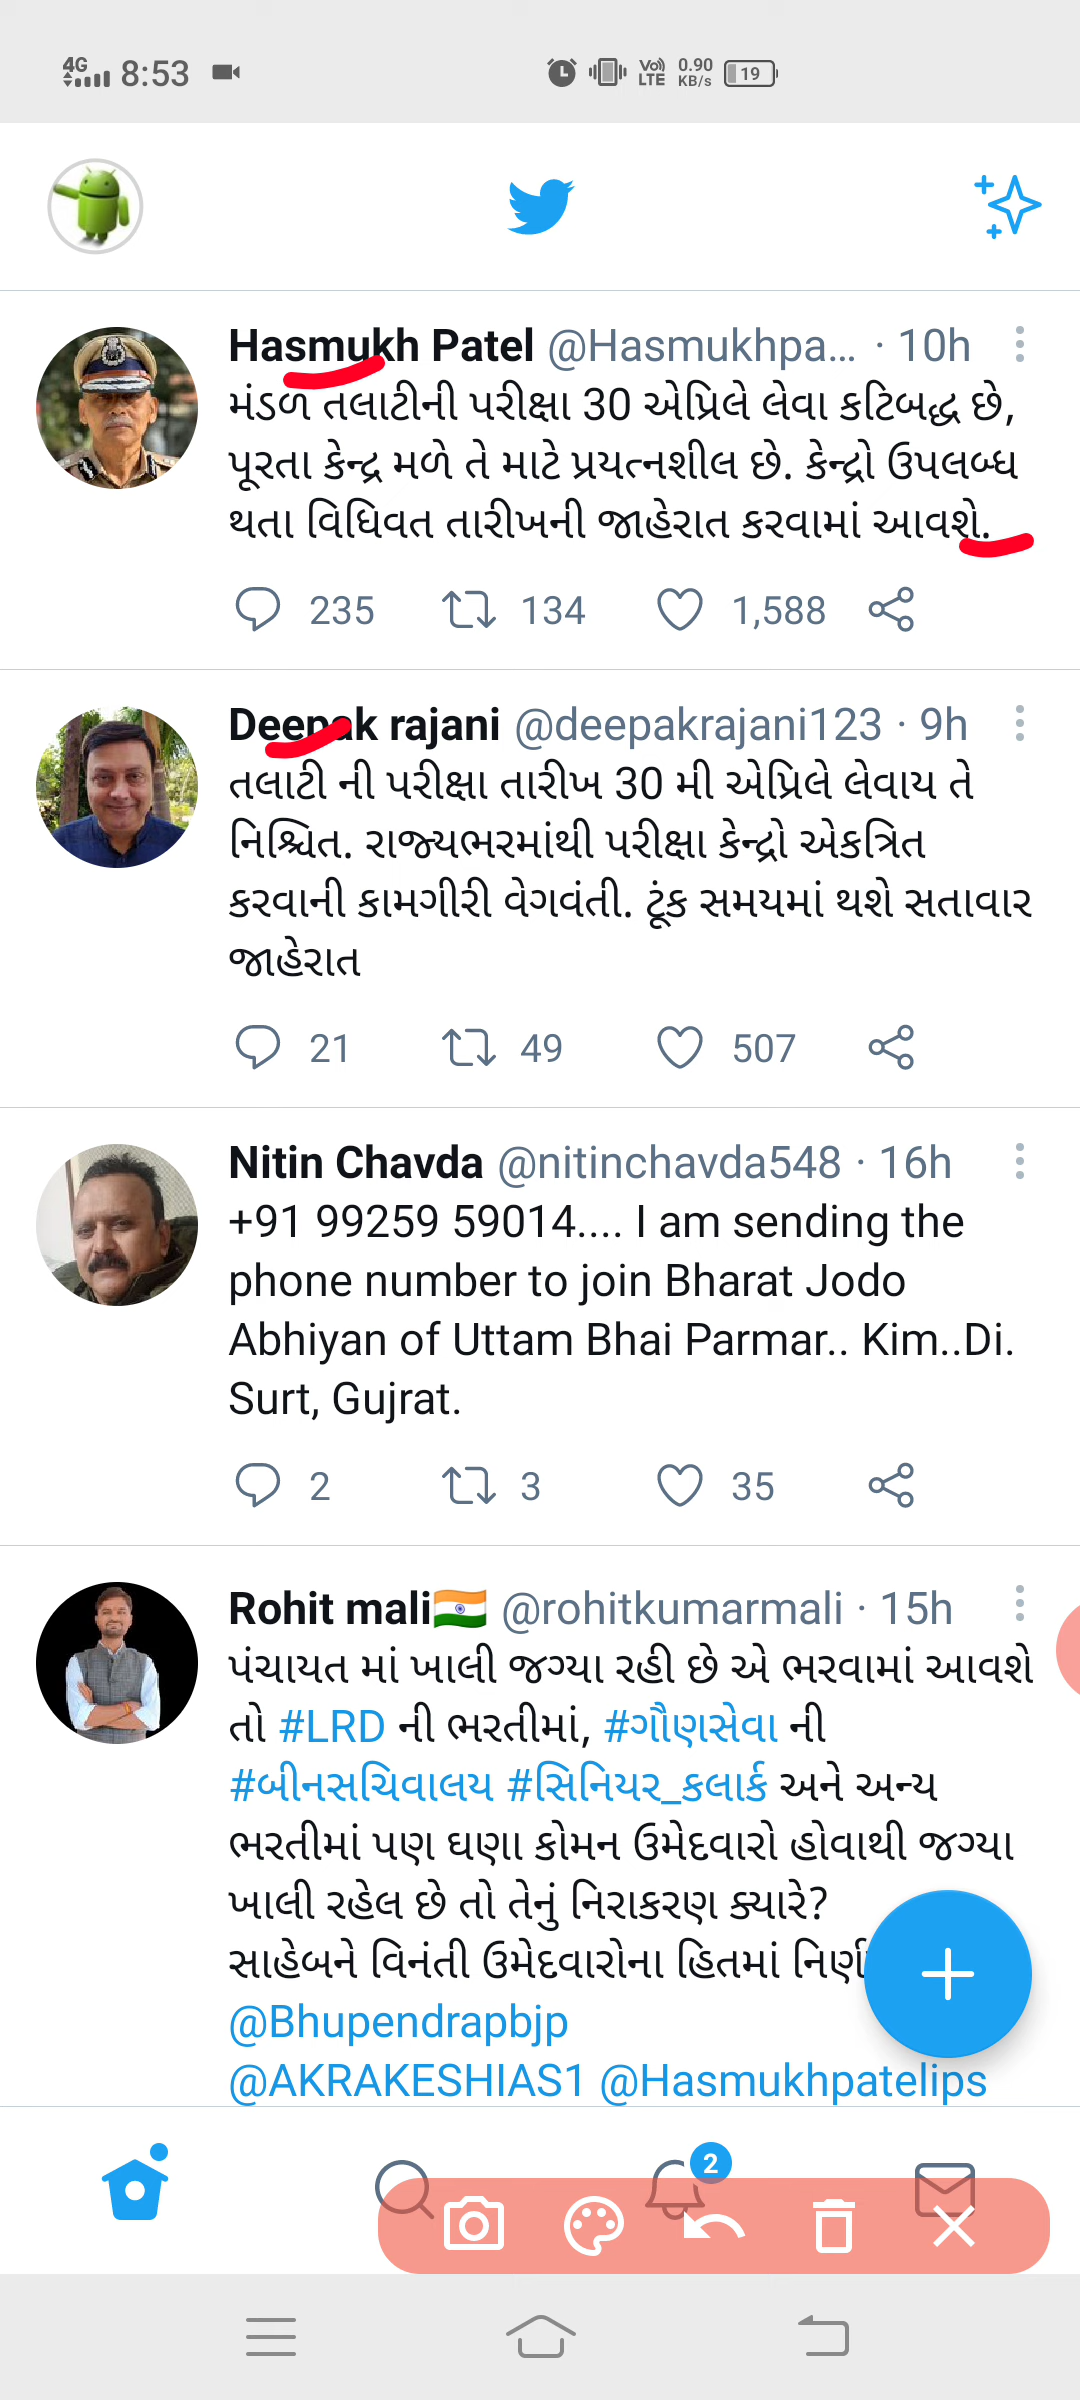 4G 8:53 Vo) LTE 0.90 KB/s 19
Hasmukh Patel @Hasmukhpa... · 10h
મંડળ તલાટીની પરીક્ષા 30 એપ્રિલે લેવા કટિબદ્ધ છે,
પૂરતા કેન્દ્ર મળે તે માટે પ્રયત્નશીલ છે. કેન્દ્રો ઉપલબ્ધ
થતા વિધિવત તારીખની જાહેરાત કરવામાં આવશે.
235 134 1,588
Deepak rajani @deepakrajani123 · 9h
તલાટી ની પરીક્ષા તારીખ 30 મી એપ્રિલે લેવાય તે
નિશ્ચિત. રાજ્યભરમાંથી પરીક્ષા કેન્દ્રો એકત્રિત
કરવાની કામગીરી વેગવંતી. ટૂંક સમયમાં થશે સતાવાર
જાહેરાત
21 49 507
Nitin Chavda @nitinchavda548 · 16h
+91 99259 59014.... I am sending the
phone number to join Bharat Jodo
Abhiyan of Uttam Bhai Parmar.. Kim..Di.
Surt, Gujrat.
2 3 35
Rohit mali🇮🇳 @rohitkumarmali · 15h
પંચાયત માં ખાલી જગ્યા રહી છે એ ભરવામાં આવશે
તો #LRD ની ભરતીમાં, #ગૌણસેવા ની
#બીનસચિવાલય #સિનિયર_કલાર્ક અને અન્ય
ભરતીમાં પણ ઘણા કોમન ઉમેદવારો હોવાથી જગ્યા
ખાલી રહેલ છે તો તેનું નિરાકરણ ક્યારે?
સાહેબને વિનંતી ઉમેદવારોના હિતમાં
@Bhupendrapbjp
@AKRAKESHIAS1 @Hasmukhpatelips
2